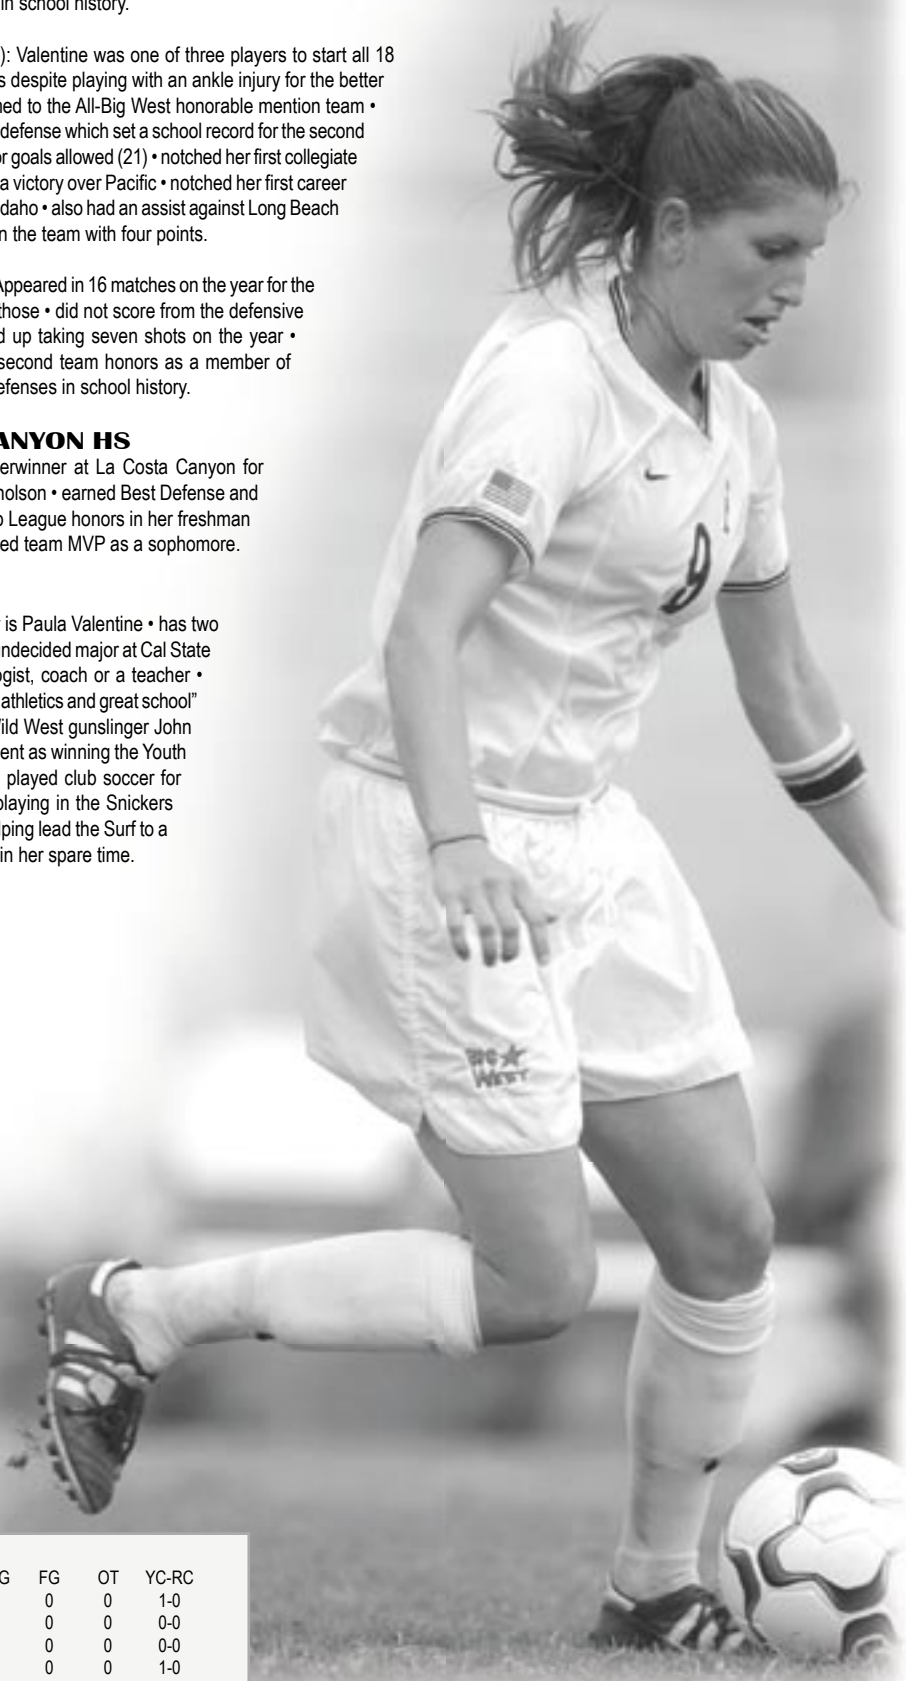 in school history.
): Valentine was one of three players to start all 18
s despite playing with an ankle injury for the better
ned to the All-Big West honorable mention team •
defense which set a school record for the second
or goals allowed (21) • notched her first collegiate
a victory over Pacific • notched her first career
daho • also had an assist against Long Beach
n the team with four points.
Appeared in 16 matches on the year for the
those • did not score from the defensive
d up taking seven shots on the year •
second team honors as a member of
efenses in school history.
ANYON HS
erwinner at La Costa Canyon for
nolson • earned Best Defense and
o League honors in her freshman
ed team MVP as a sophomore.
r is Paula Valentine • has two
undecided major at Cal State
ogist, coach or a teacher •
athletics and great school”
Wild West gunslinger John
ent as winning the Youth
played club soccer for
playing in the Snickers
lping lead the Surf to a
in her spare time.
9
BIG
WEST
G FG OT YC-RC
0 0 1-0
0 0 0-0
0 0 0-0
0 0 1-0